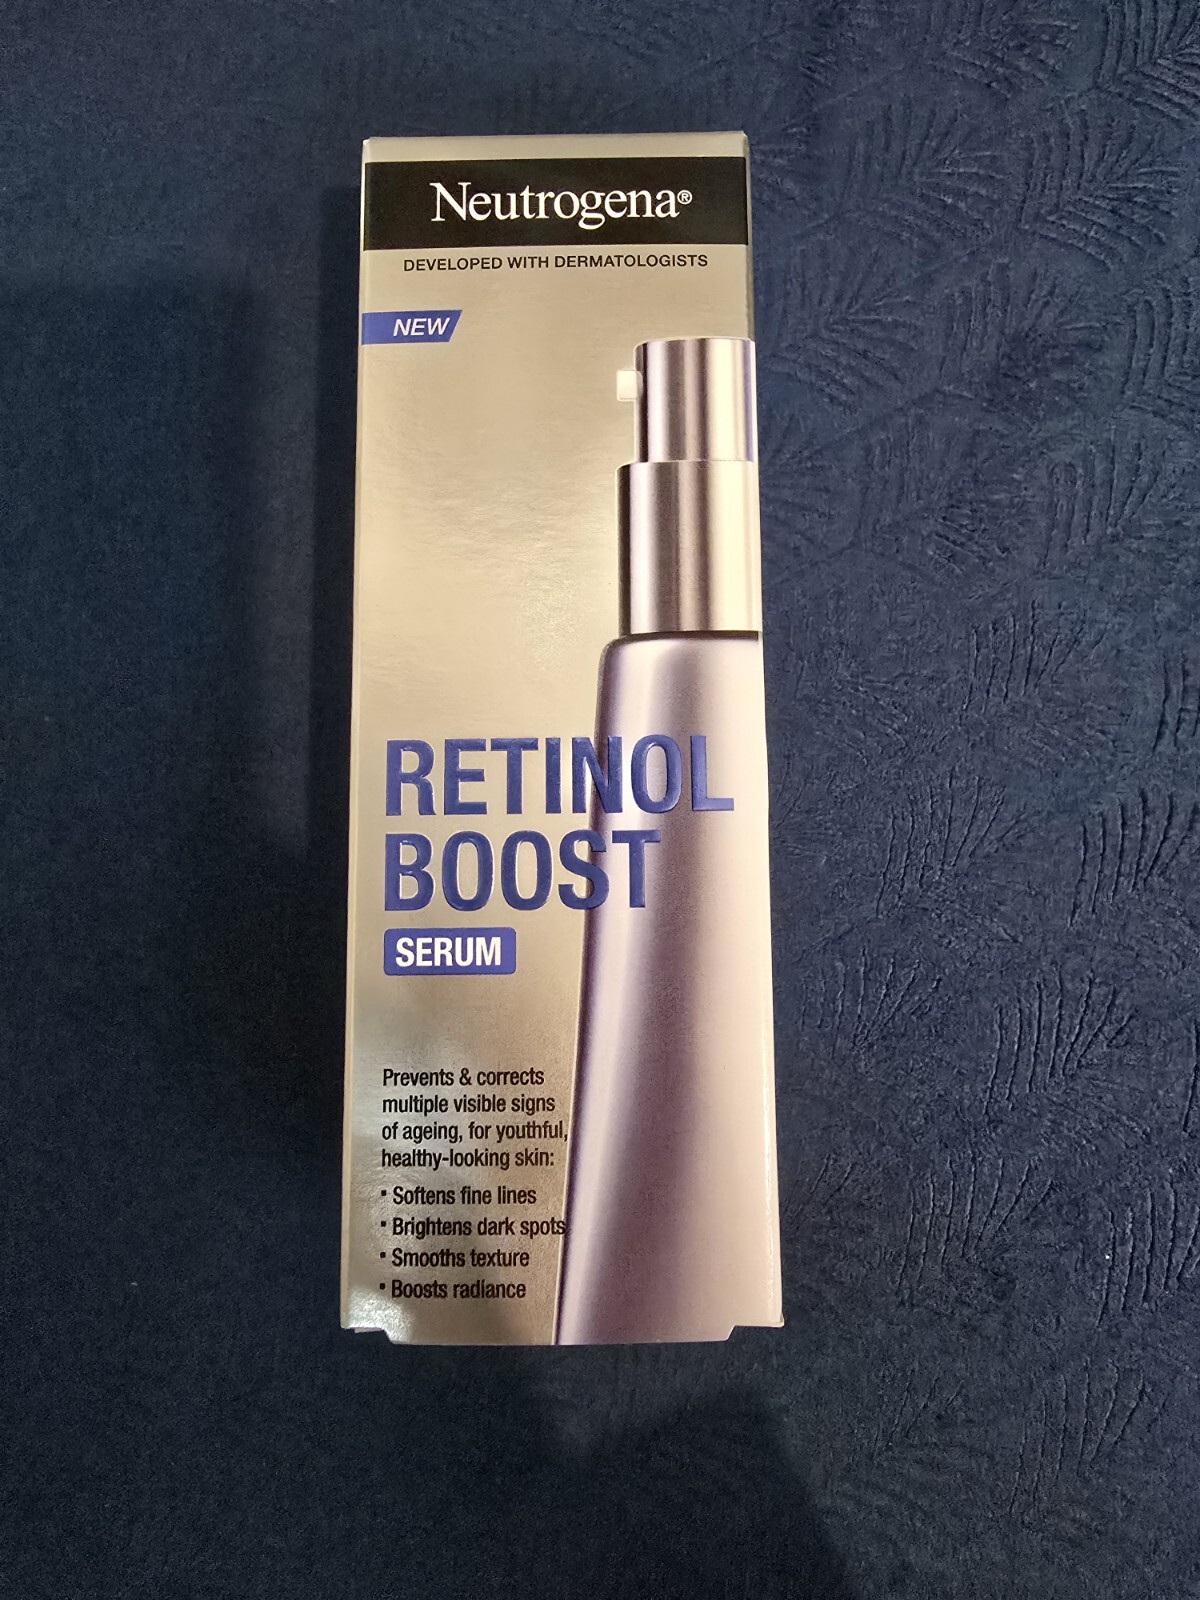 Neutrogena®
DEVELOPED WITH DERMATOLOGISTS
NEW
RETINOL
BOOST
SERUM
Prevents & corrects
multiple visible signs
of ageing, for youthful,
healthy-looking skin:
▪ Softens fine lines
▪ Brightens dark spots
▪ Smooths texture
▪ Boosts radiance